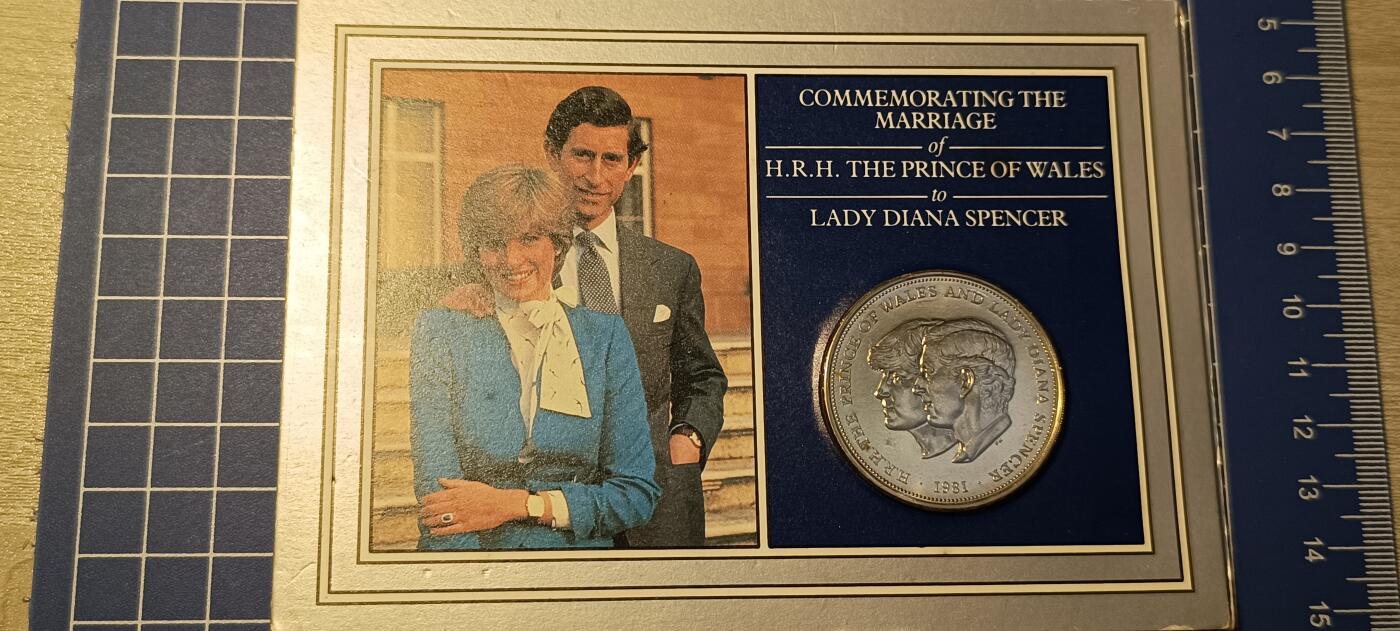 COMMEMORATING THE
MARRIAGE
of
H.R.H. THE PRINCE OF WALES
to
LADY DIANA SPENCER
H.R.H. THE PRINCE OF WALES AND LADY DIANA SPENCER
· 1981 ·
5
6
7
8
9
10
11
12
13
14
15